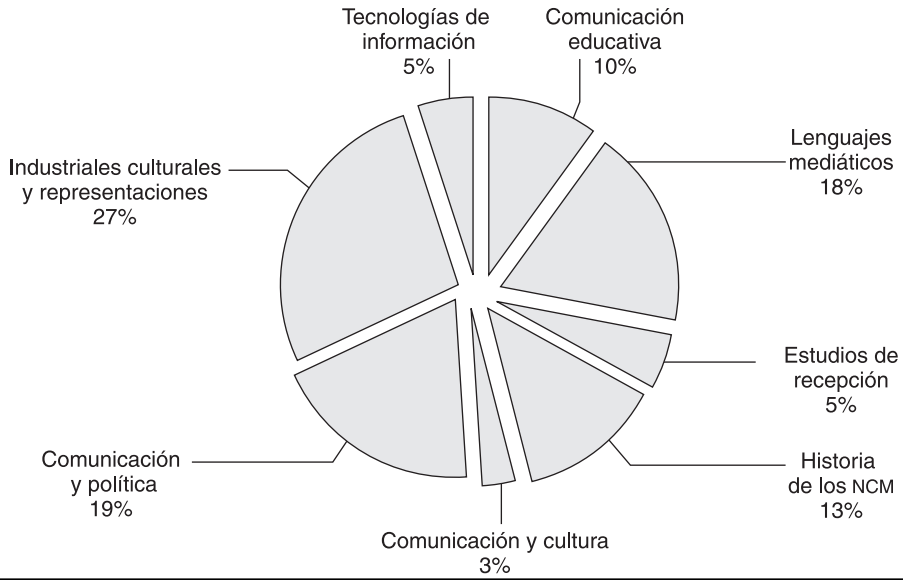 Tecnologías de
información
5%
Comunicación
educativa
10%
Lenguajes
mediáticos
18%
Industriales culturales
y representaciones
27%
Estudios de
recepción
5%
Comunicación
y política
19%
Historia
de los NCM
13%
Comunicación y cultura
3%